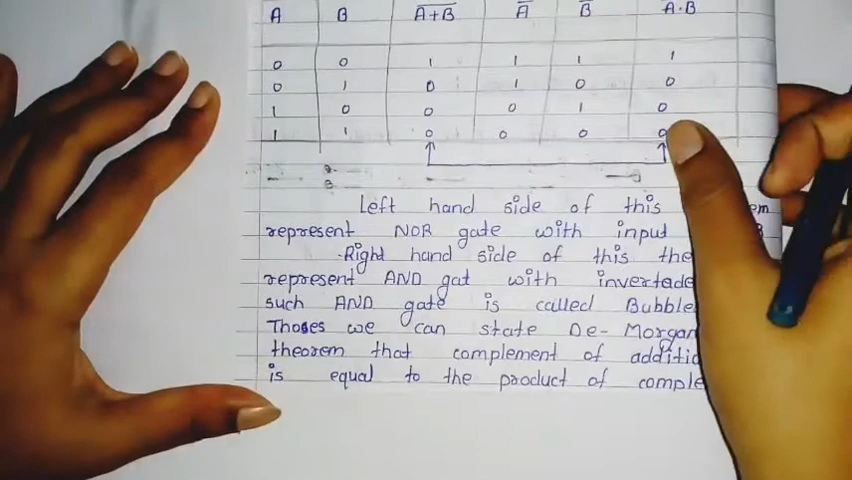 A B A+B A B A.B
0 0 1 1 1 1
0 1 0 1 0 0
1 0 0 0 1 0
1 1 0 0 0 0
Left hand side of this em
represent NOR gate with input B
Right hand side of this the
represent AND gat with invertede
such AND gate is called Bubble
Thoses we can state De-Morgan
theorem that complement of additio
is equal to the product of comple